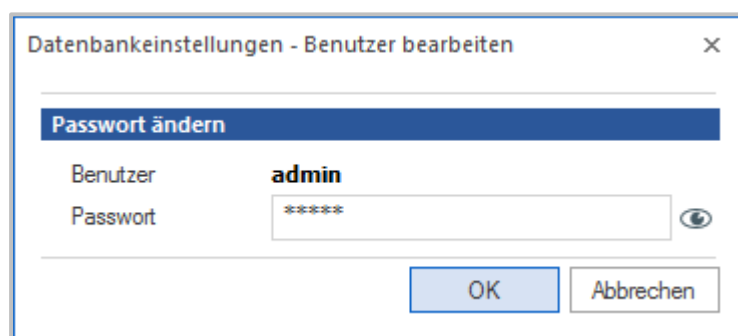 Datenbankeinstellungen - Benutzer bearbeiten
Passwort ändern
Benutzer admin
Passwort *****
OK Abbrechen